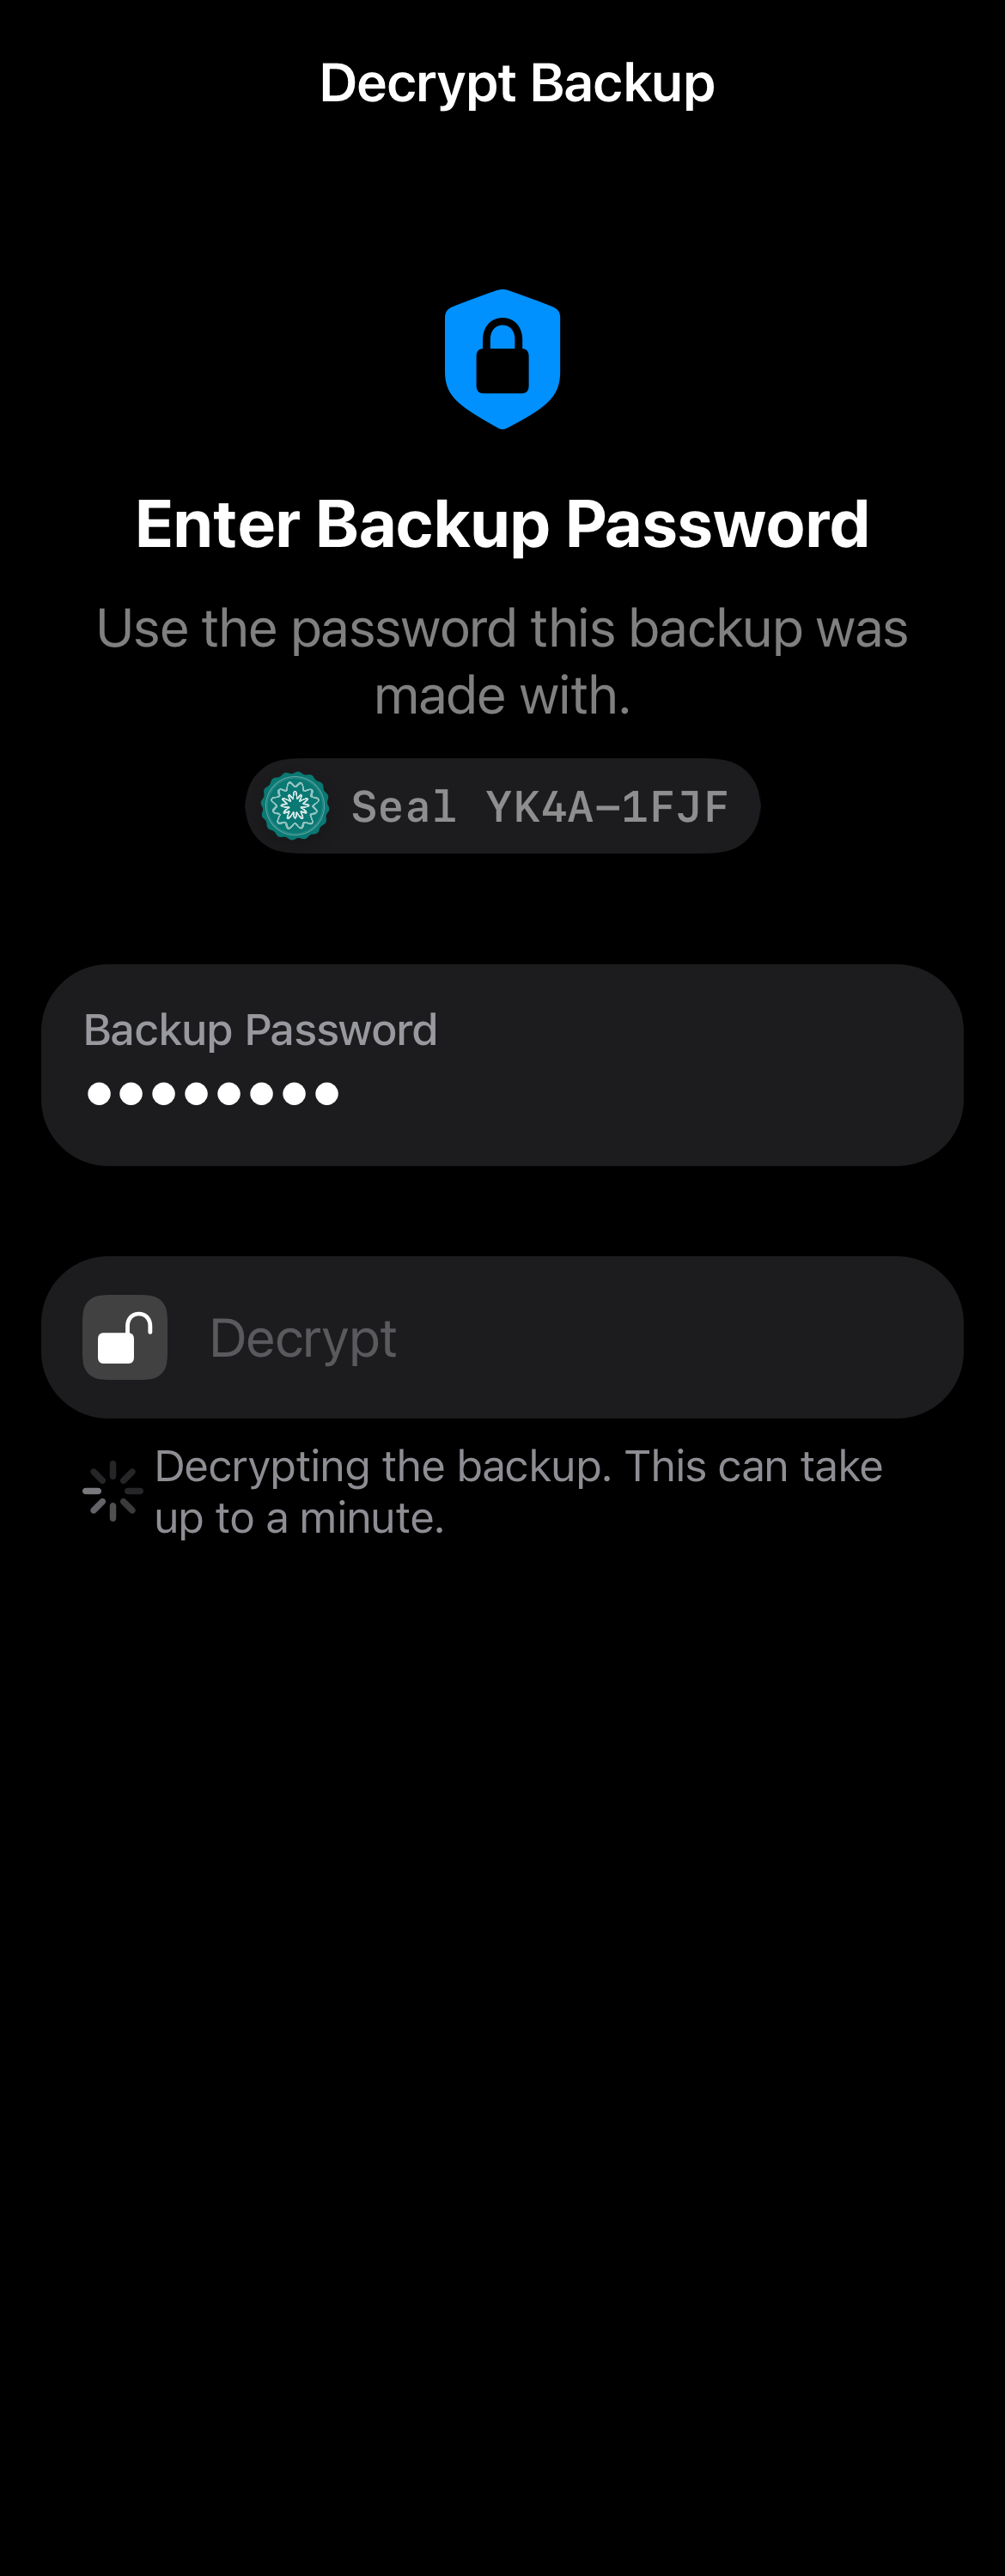 Decrypt Backup
Enter Backup Password
Use the password this backup was
made with.
Seal YK4A-1FJF
Backup Password
••••••••
Decrypt
Decrypting the backup. This can take
up to a minute.